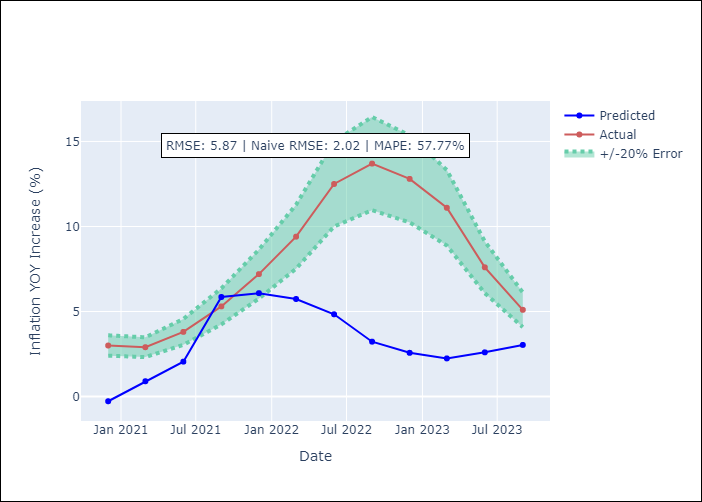 RMSE: 5.87 | Naive RMSE: 2.02 | MAPE: 57.77%
Predicted
Actual
+/-20% Error
Inflation YOY Increase (%)
15
10
5
0
Jan 2021
Jul 2021
Jan 2022
Jul 2022
Jan 2023
Jul 2023
Date